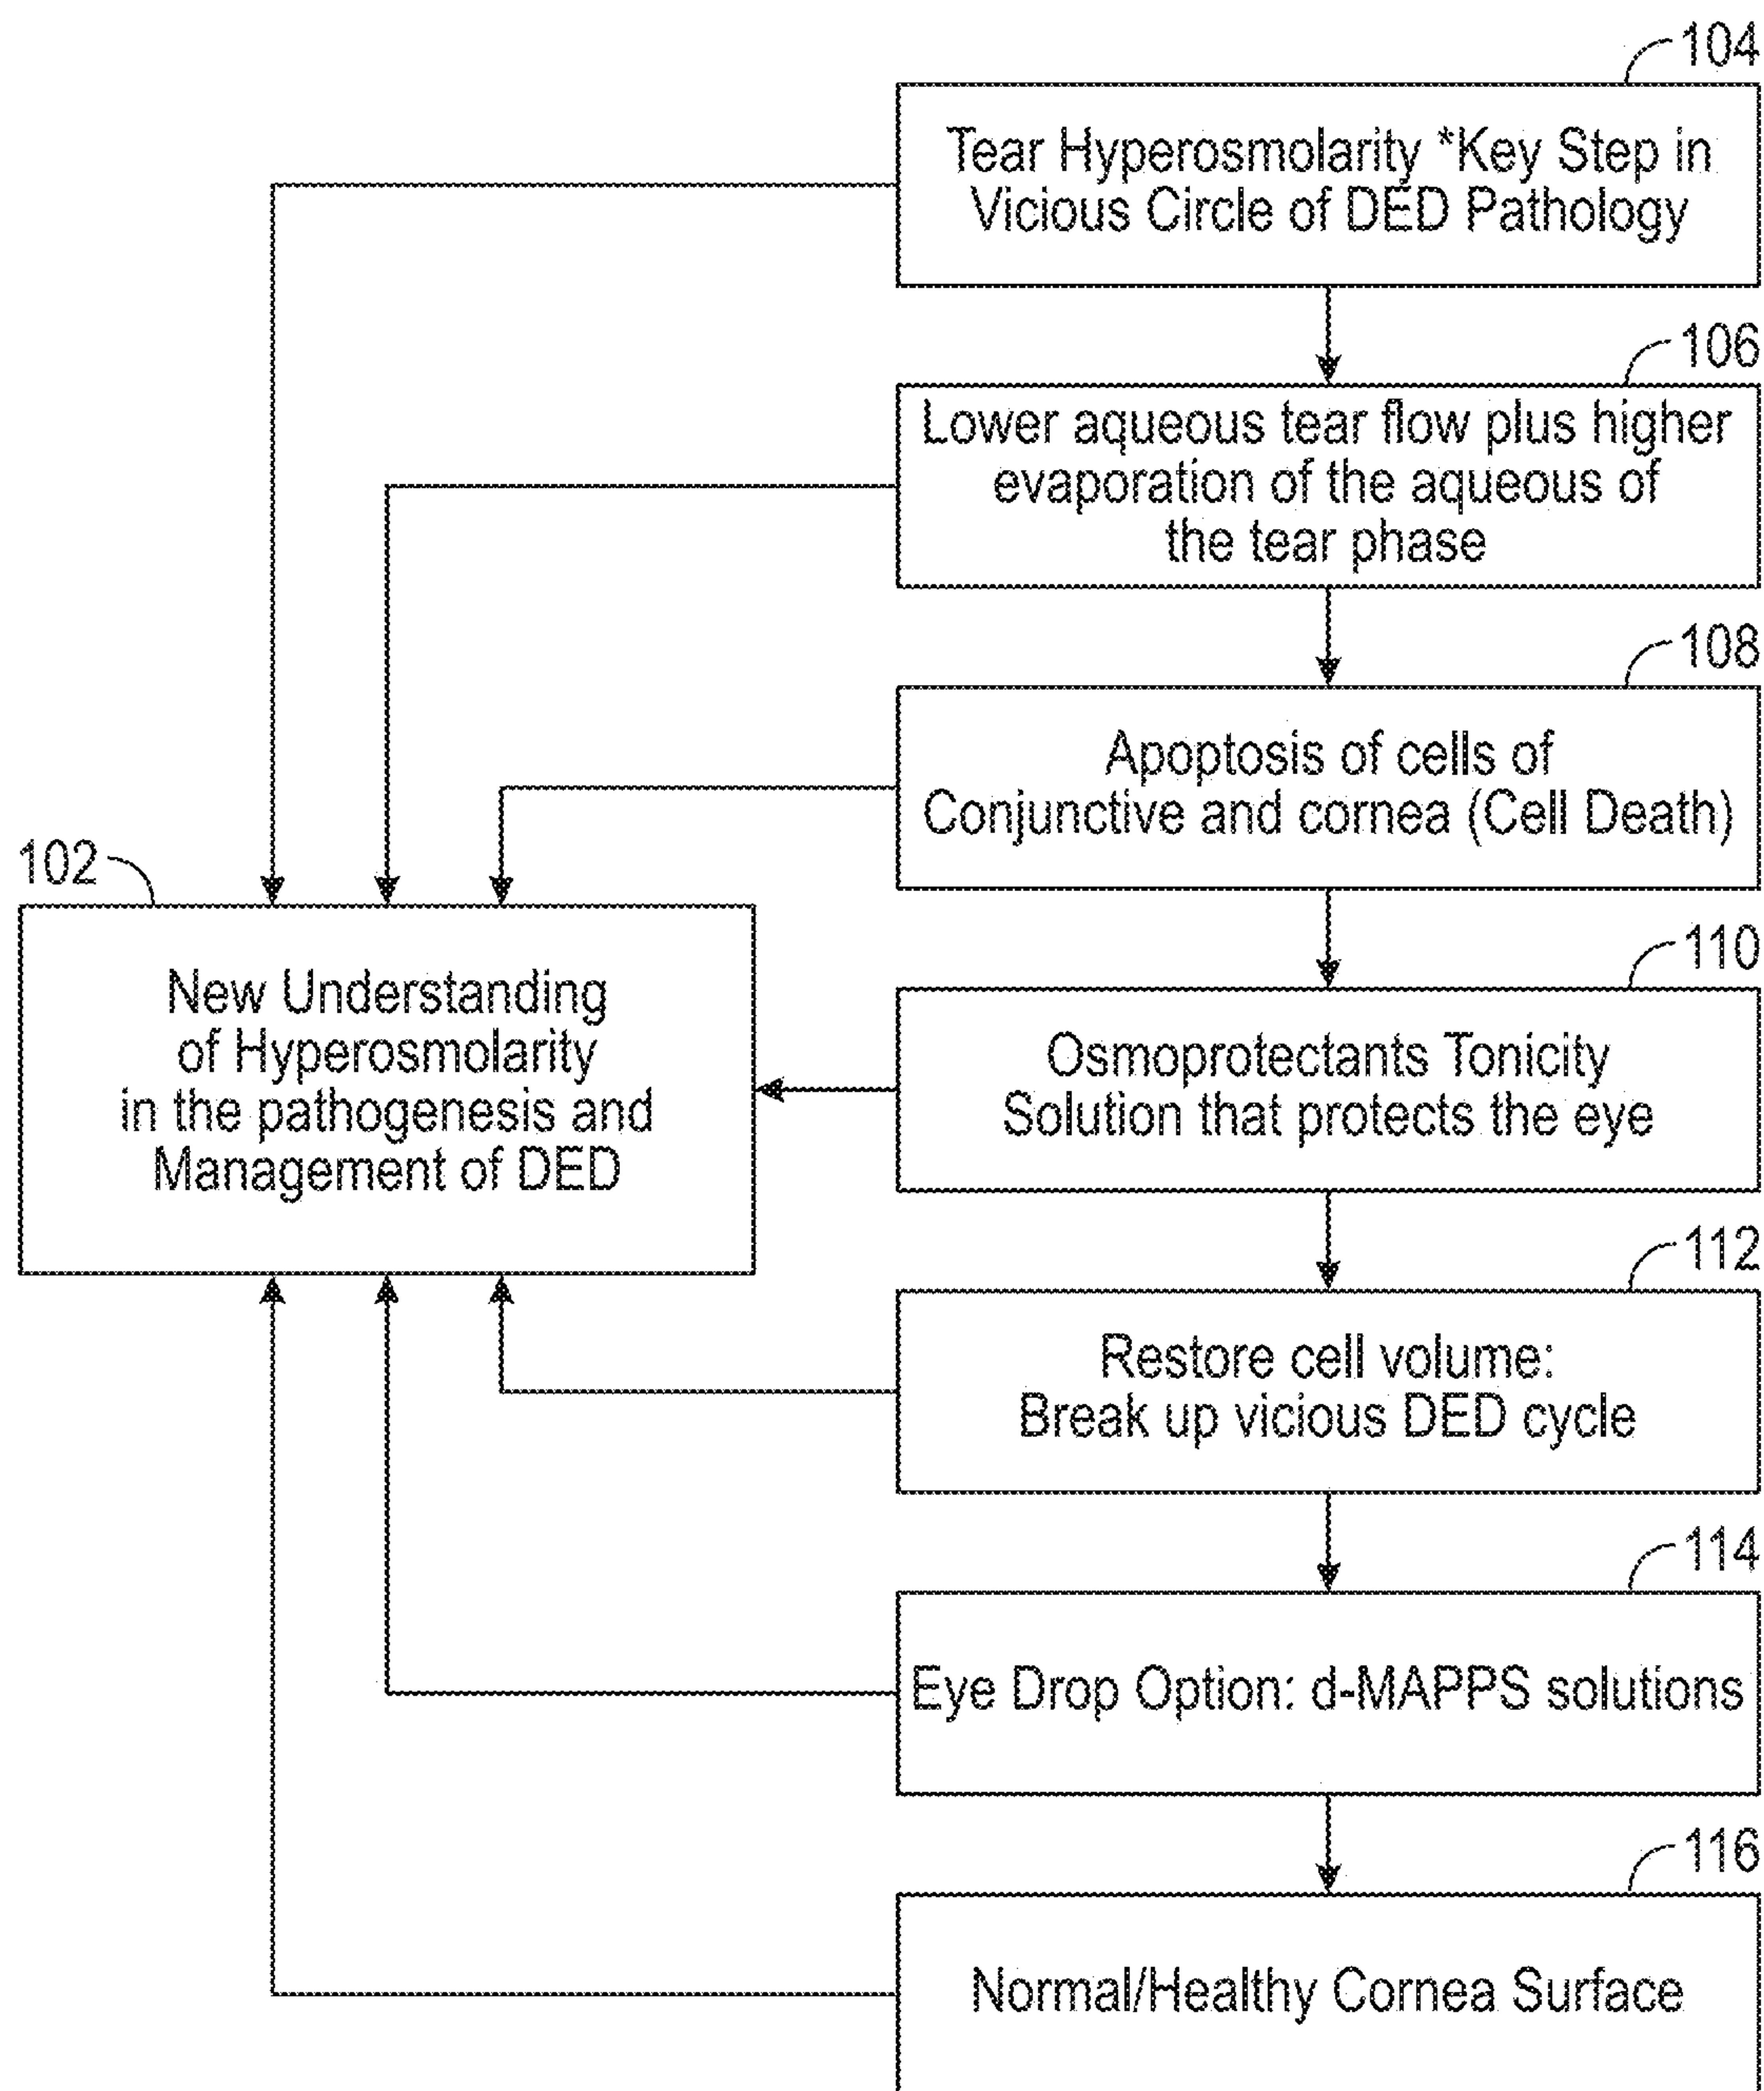 104
Tear Hyperosmolarity *Key Step in
Vicious Circle of DED Pathology
106
Lower aqueous tear flow plus higher
evaporation of the aqueous of
the tear phase
108
Apoptosis of cells of
Conjunctive and cornea (Cell Death)
102
New Understanding
of Hyperosmolarity
in the pathogenesis and
Management of DED
110
Osmoprotectants Tonicity
Solution that protects the eye
112
Restore cell volume:
Break up vicious DED cycle
114
Eye Drop Option: d-MAPPS solutions
116
Normal/Healthy Cornea Surface